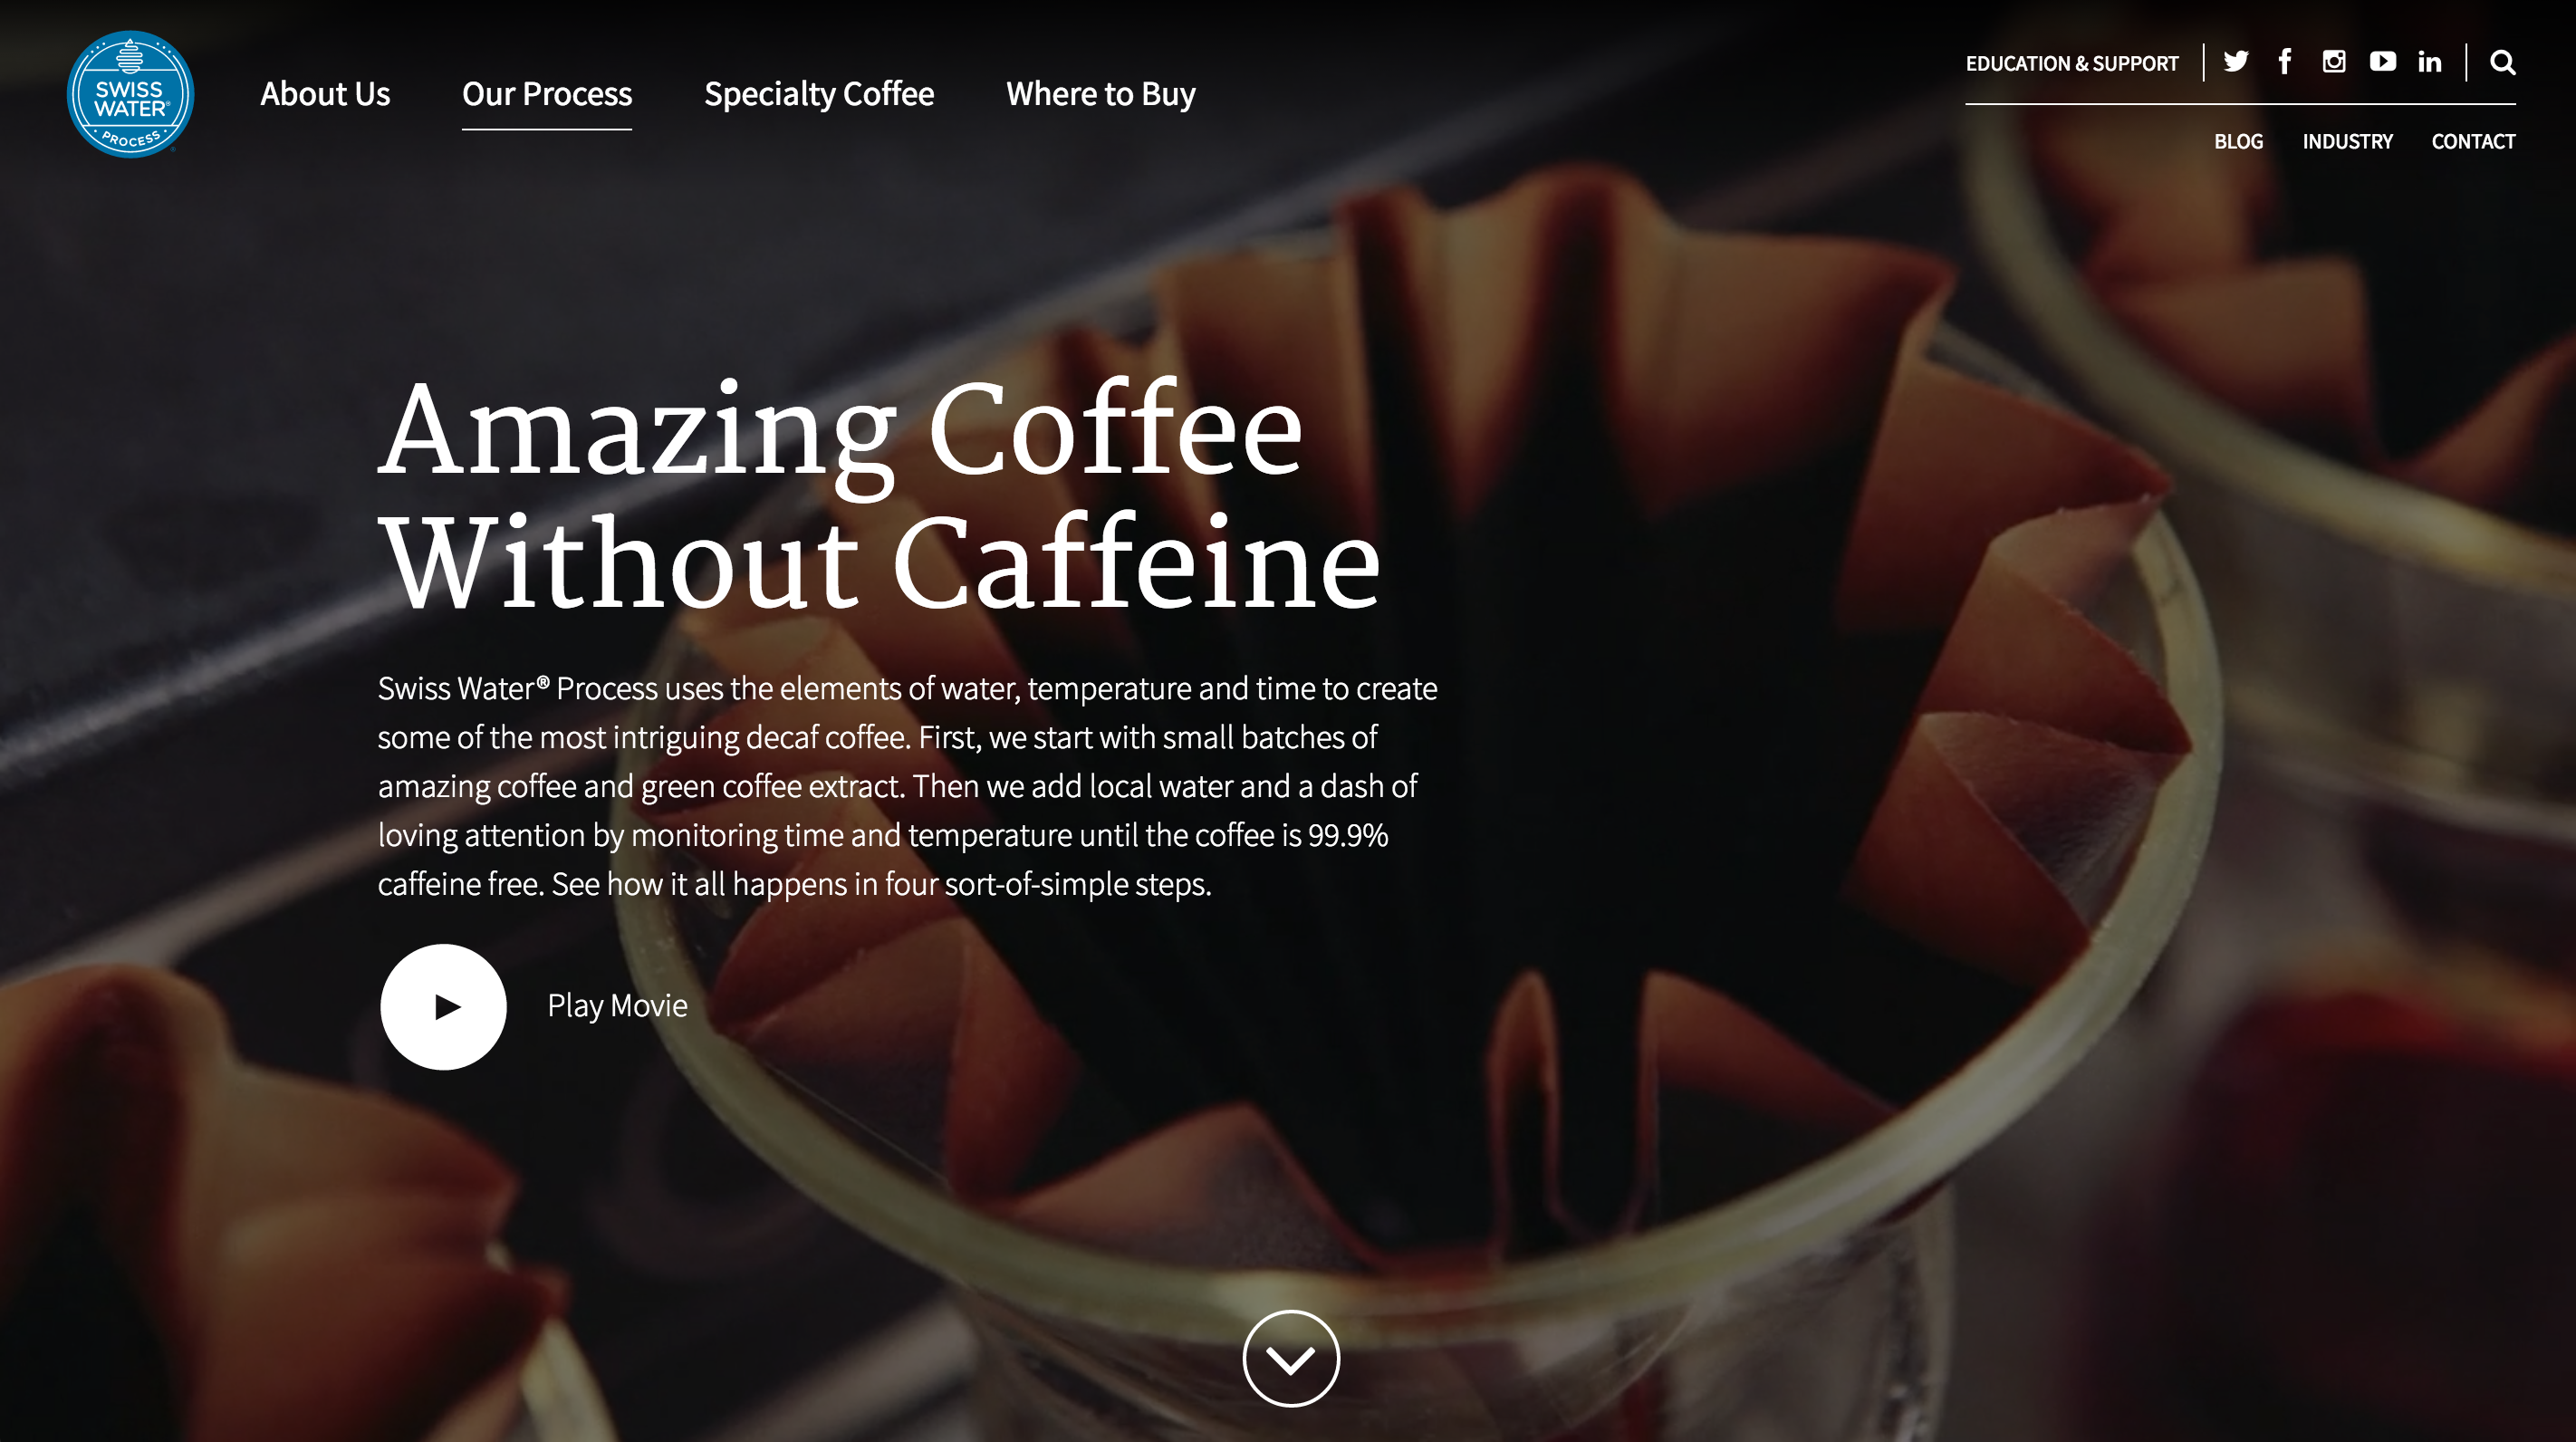 SWISS
WATER®
PROCESS
About Us
Our Process
Specialty Coffee
Where to Buy
EDUCATION & SUPPORT
BLOG
INDUSTRY
CONTACT
Amazing Coffee
Without Caffeine
Swiss Water® Process uses the elements of water, temperature and time to create
some of the most intriguing decaf coffee. First, we start with small batches of
amazing coffee and green coffee extract. Then we add local water and a dash of
loving attention by monitoring time and temperature until the coffee is 99.9%
caffeine free. See how it all happens in four sort-of-simple steps.
Play Movie